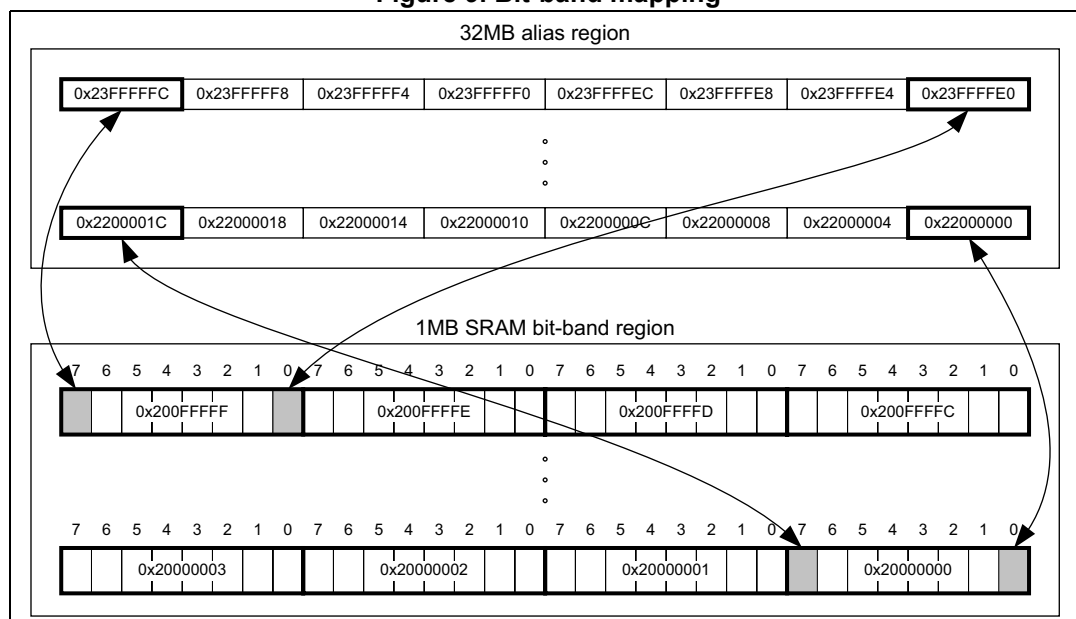 Figure 9. Bit-band mapping
32MB alias region
0x23FFFFFC 0x23FFFFF8 0x23FFFFF4 0x23FFFFF0 0x23FFFFEC 0x23FFFFE8 0x23FFFFE4 0x23FFFFE0
0x2200001C 0x22000018 0x22000014 0x22000010 0x2200000C 0x22000008 0x22000004 0x22000000
1MB SRAM bit-band region
7 6 5 4 3 2 1 0 7 6 5 4 3 2 1 0 7 6 5 4 3 2 1 0 7 6 5 4 3 2 1 0
0x200FFFFF 0x200FFFFE 0x200FFFFD 0x200FFFFC
7 6 5 4 3 2 1 0 7 6 5 4 3 2 1 0 7 6 5 4 3 2 1 0 7 6 5 4 3 2 1 0
0x20000003 0x20000002 0x20000001 0x20000000